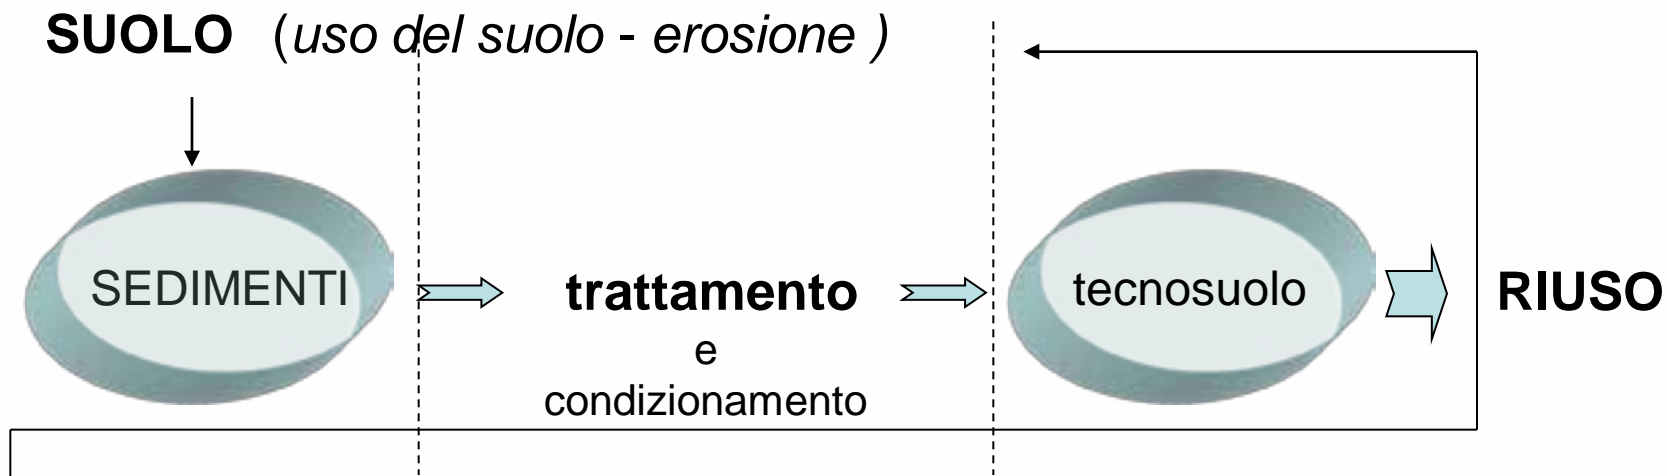 SUOLO (uso del suolo - erosione )
SEDIMENTI
trattamento
e
condizionamento
tecnosuolo
RIUSO